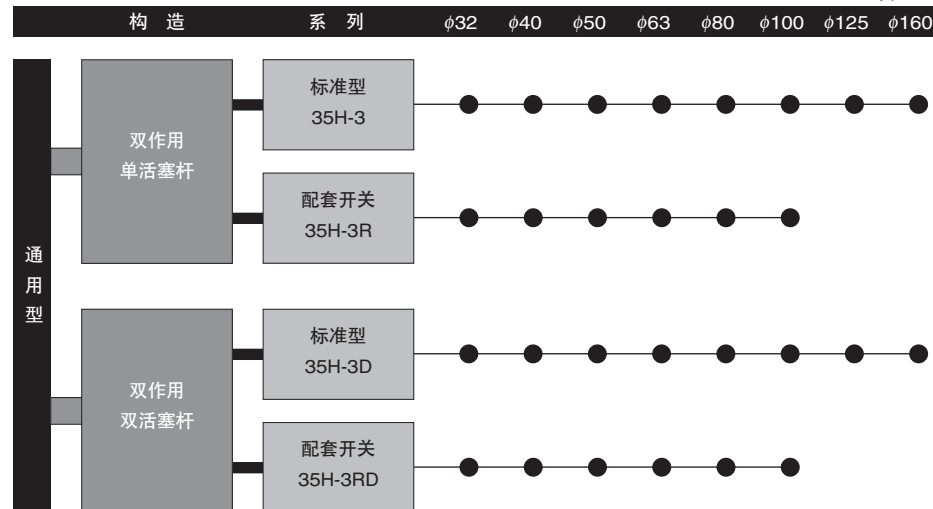 构 造 系 列 ϕ32 ϕ40 ϕ50 ϕ63 ϕ80 ϕ100 ϕ125 ϕ160
通用型
双作用
单活塞杆
标准型
35H-3
配套开关
35H-3R
双作用
双活塞杆
标准型
35H-3D
配套开关
35H-3RD